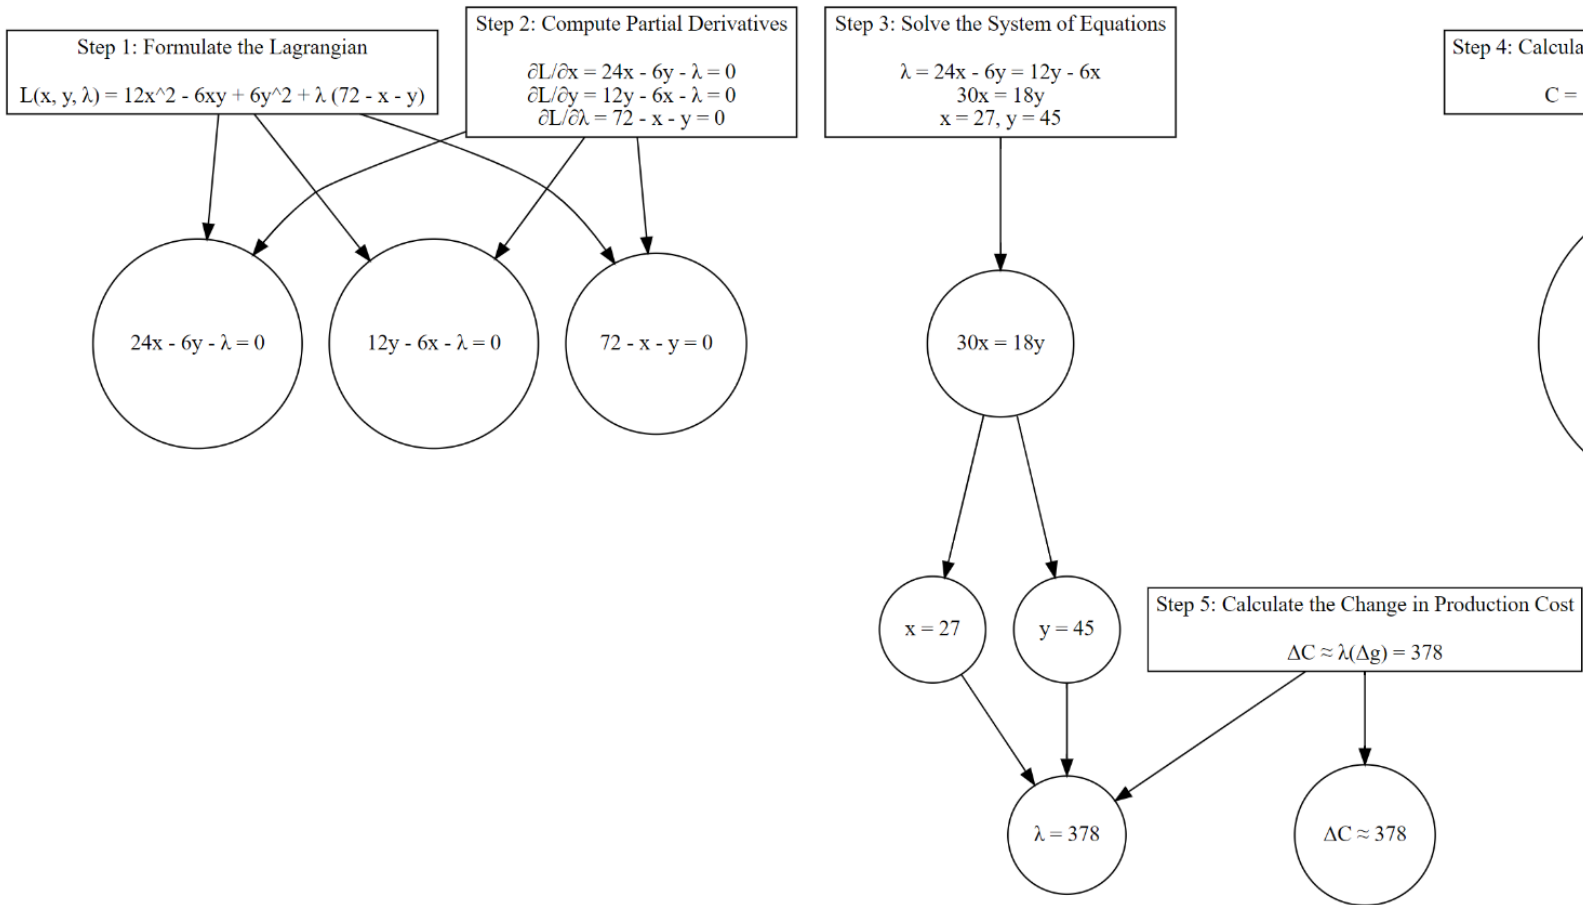 Step 1: Formulate the Lagrangian
L(x, y, λ) = 12x^2 - 6xy + 6y^2 + λ (72 - x - y)
Step 2: Compute Partial Derivatives
∂L/∂x = 24x - 6y - λ = 0
∂L/∂y = 12y - 6x - λ = 0
∂L/∂λ = 72 - x - y = 0
Step 3: Solve the System of Equations
λ = 24x - 6y = 12y - 6x
30x = 18y
x = 27, y = 45
Step 4: Calcula
C =
24x - 6y - λ = 0
12y - 6x - λ = 0
72 - x - y = 0
30x = 18y
x = 27
y = 45
Step 5: Calculate the Change in Production Cost
ΔC ≈ λ(Δg) = 378
λ = 378
ΔC ≈ 378